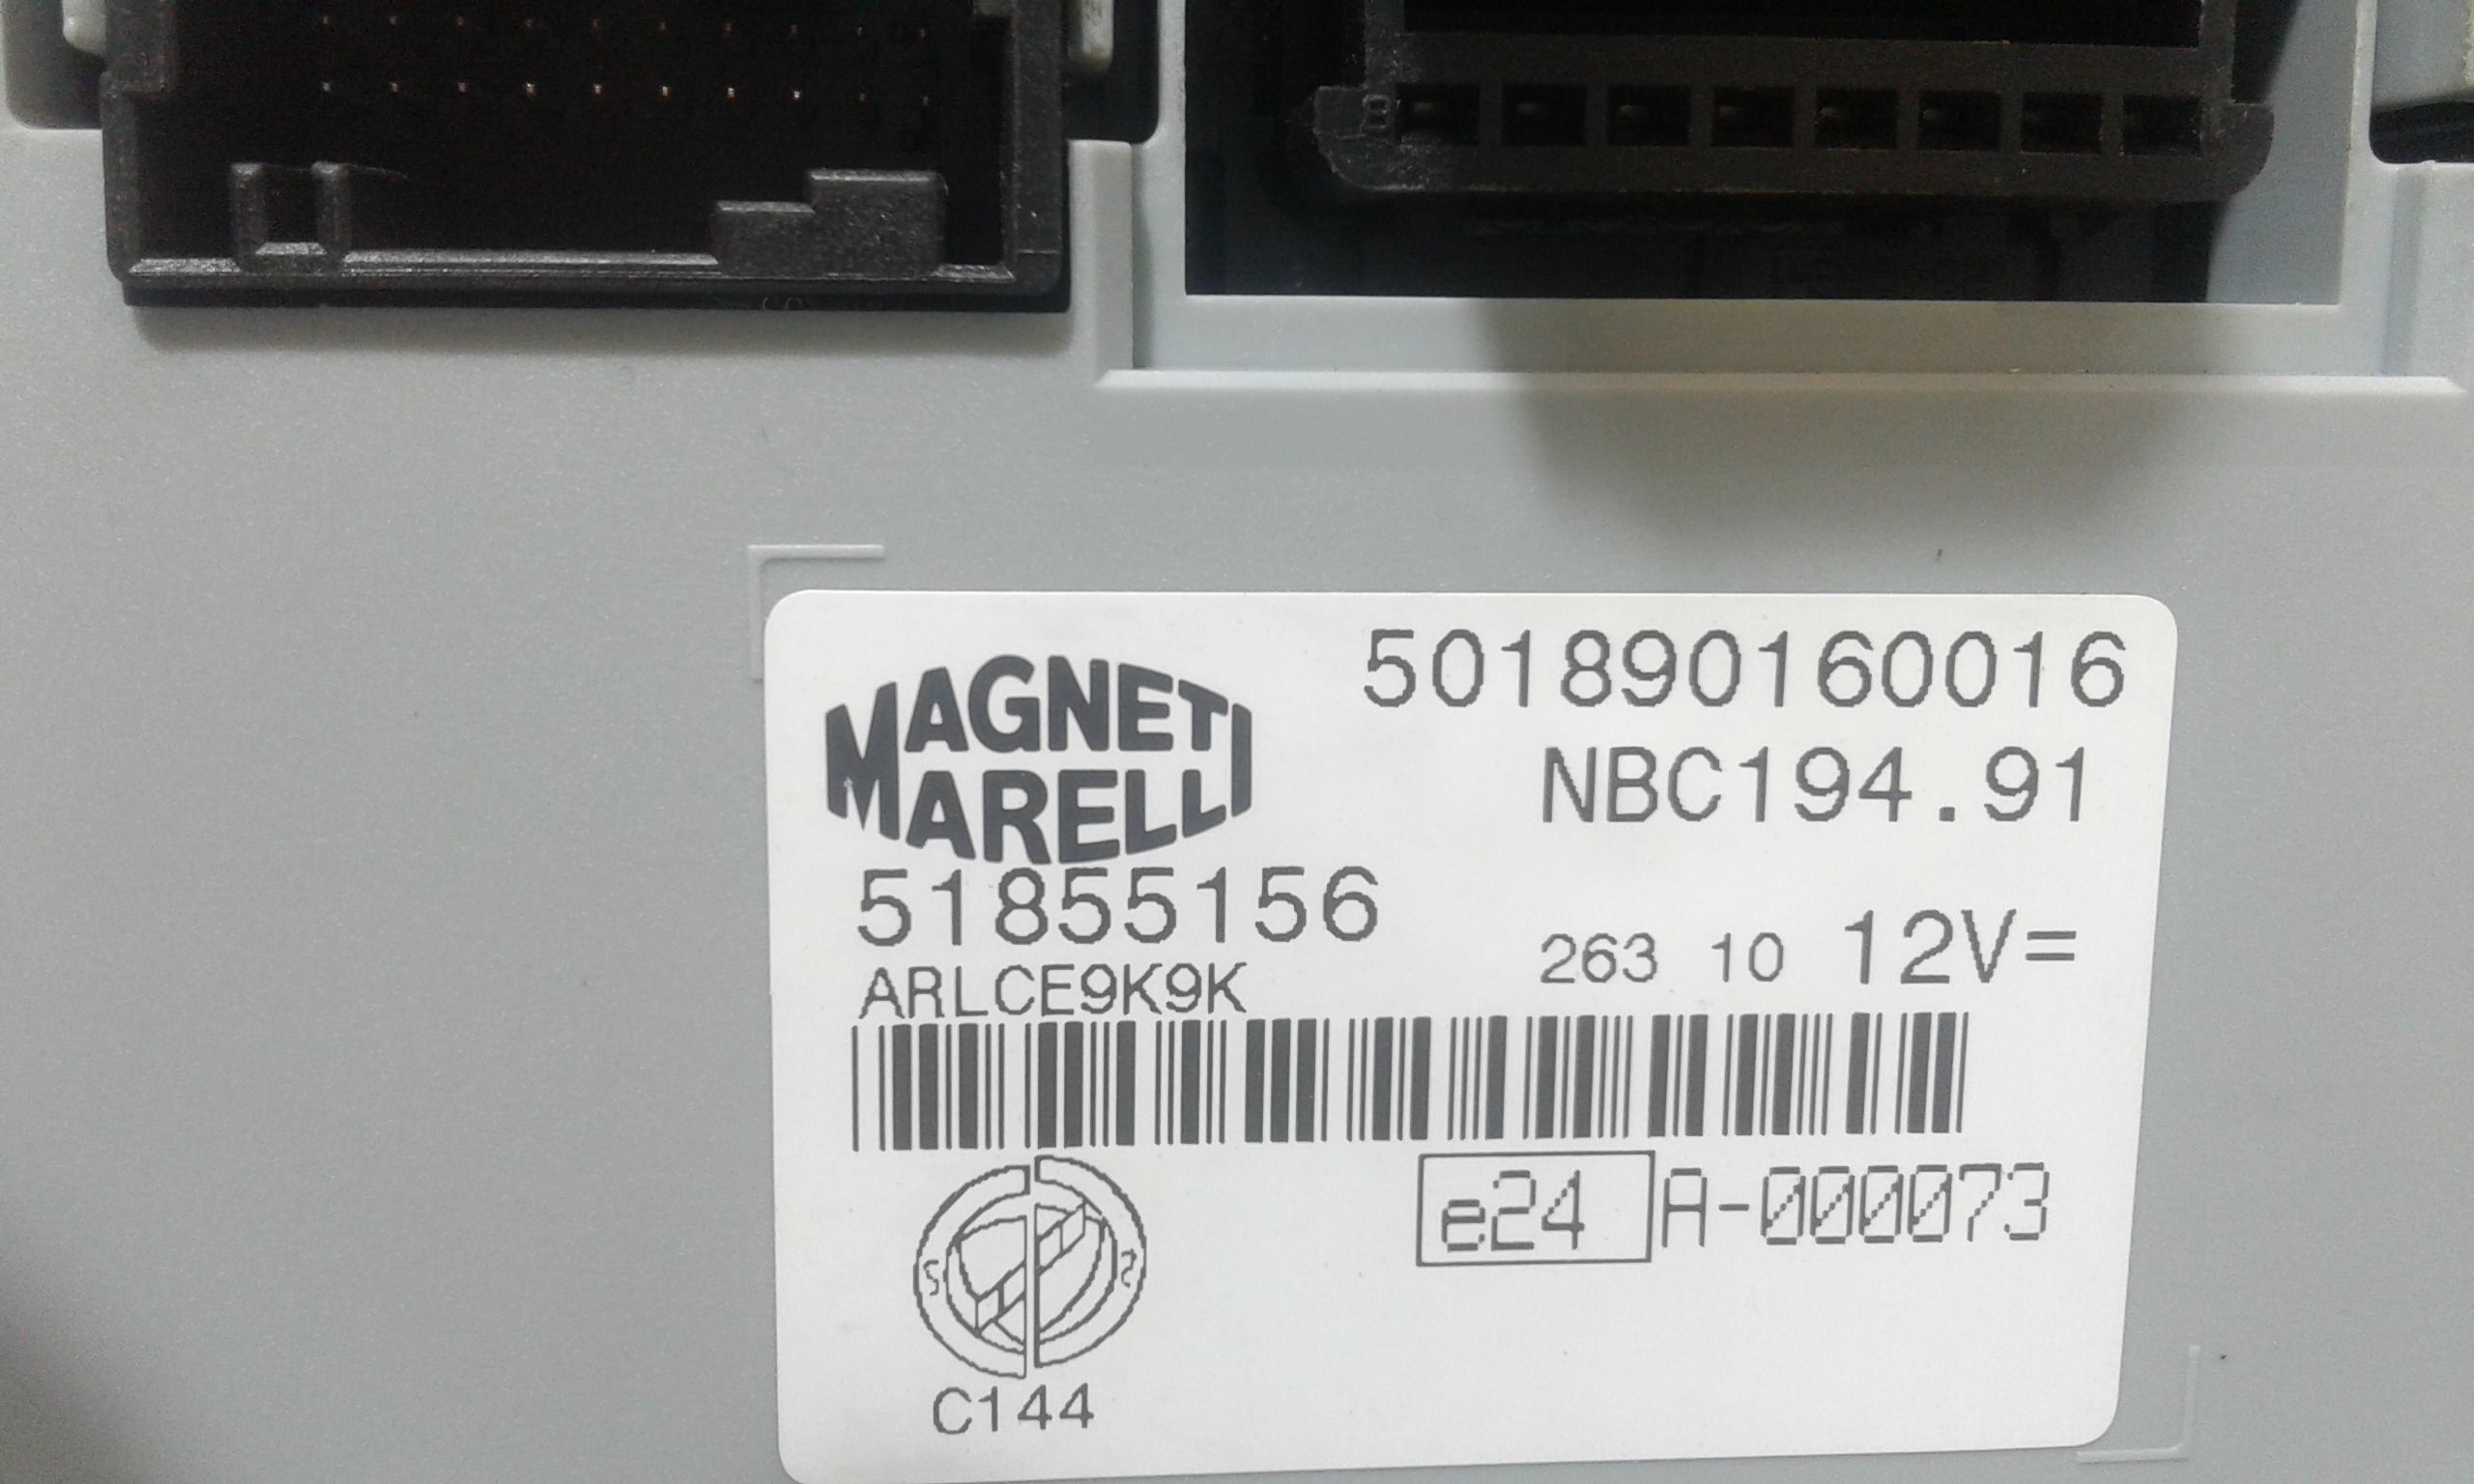 MAGNETI
MARELLI
501890160016
NBC194.91
51855156
263 10 12V=
ARLCE9K9K
e24 A-000073
C144